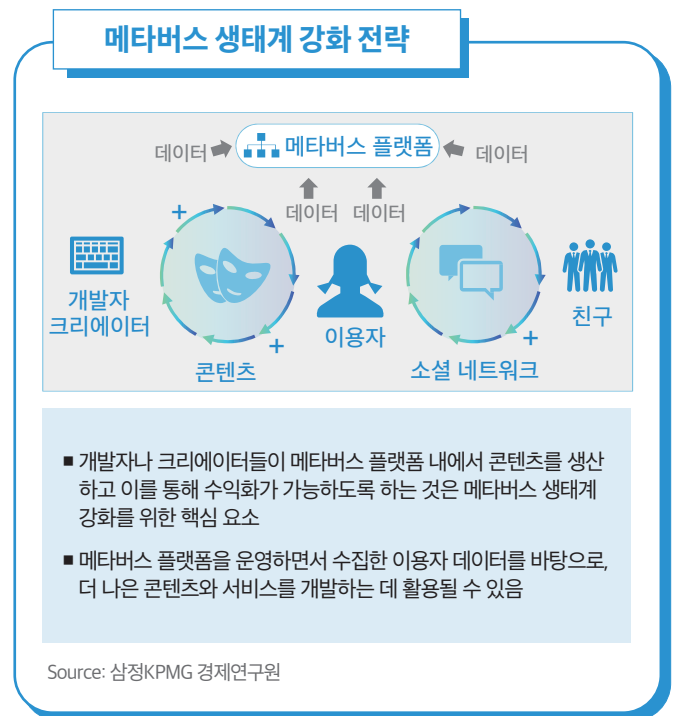 메타버스 생태계 강화 전략
메타버스 플랫폼
데이터
데이터
데이터 데이터
개발자
크리에이터
콘텐츠
이용자
소셜 네트워크
친구
■ 개발자나 크리에이터들이 메타버스 플랫폼 내에서 콘텐츠를 생산
하고 이를 통해 수익화가 가능하도록 하는 것은 메타버스 생태계
강화를 위한 핵심 요소
■ 메타버스 플랫폼을 운영하면서 수집한 이용자 데이터를 바탕으로,
더 나은 콘텐츠와 서비스를 개발하는 데 활용될 수 있음
Source: 삼정KPMG 경제연구원